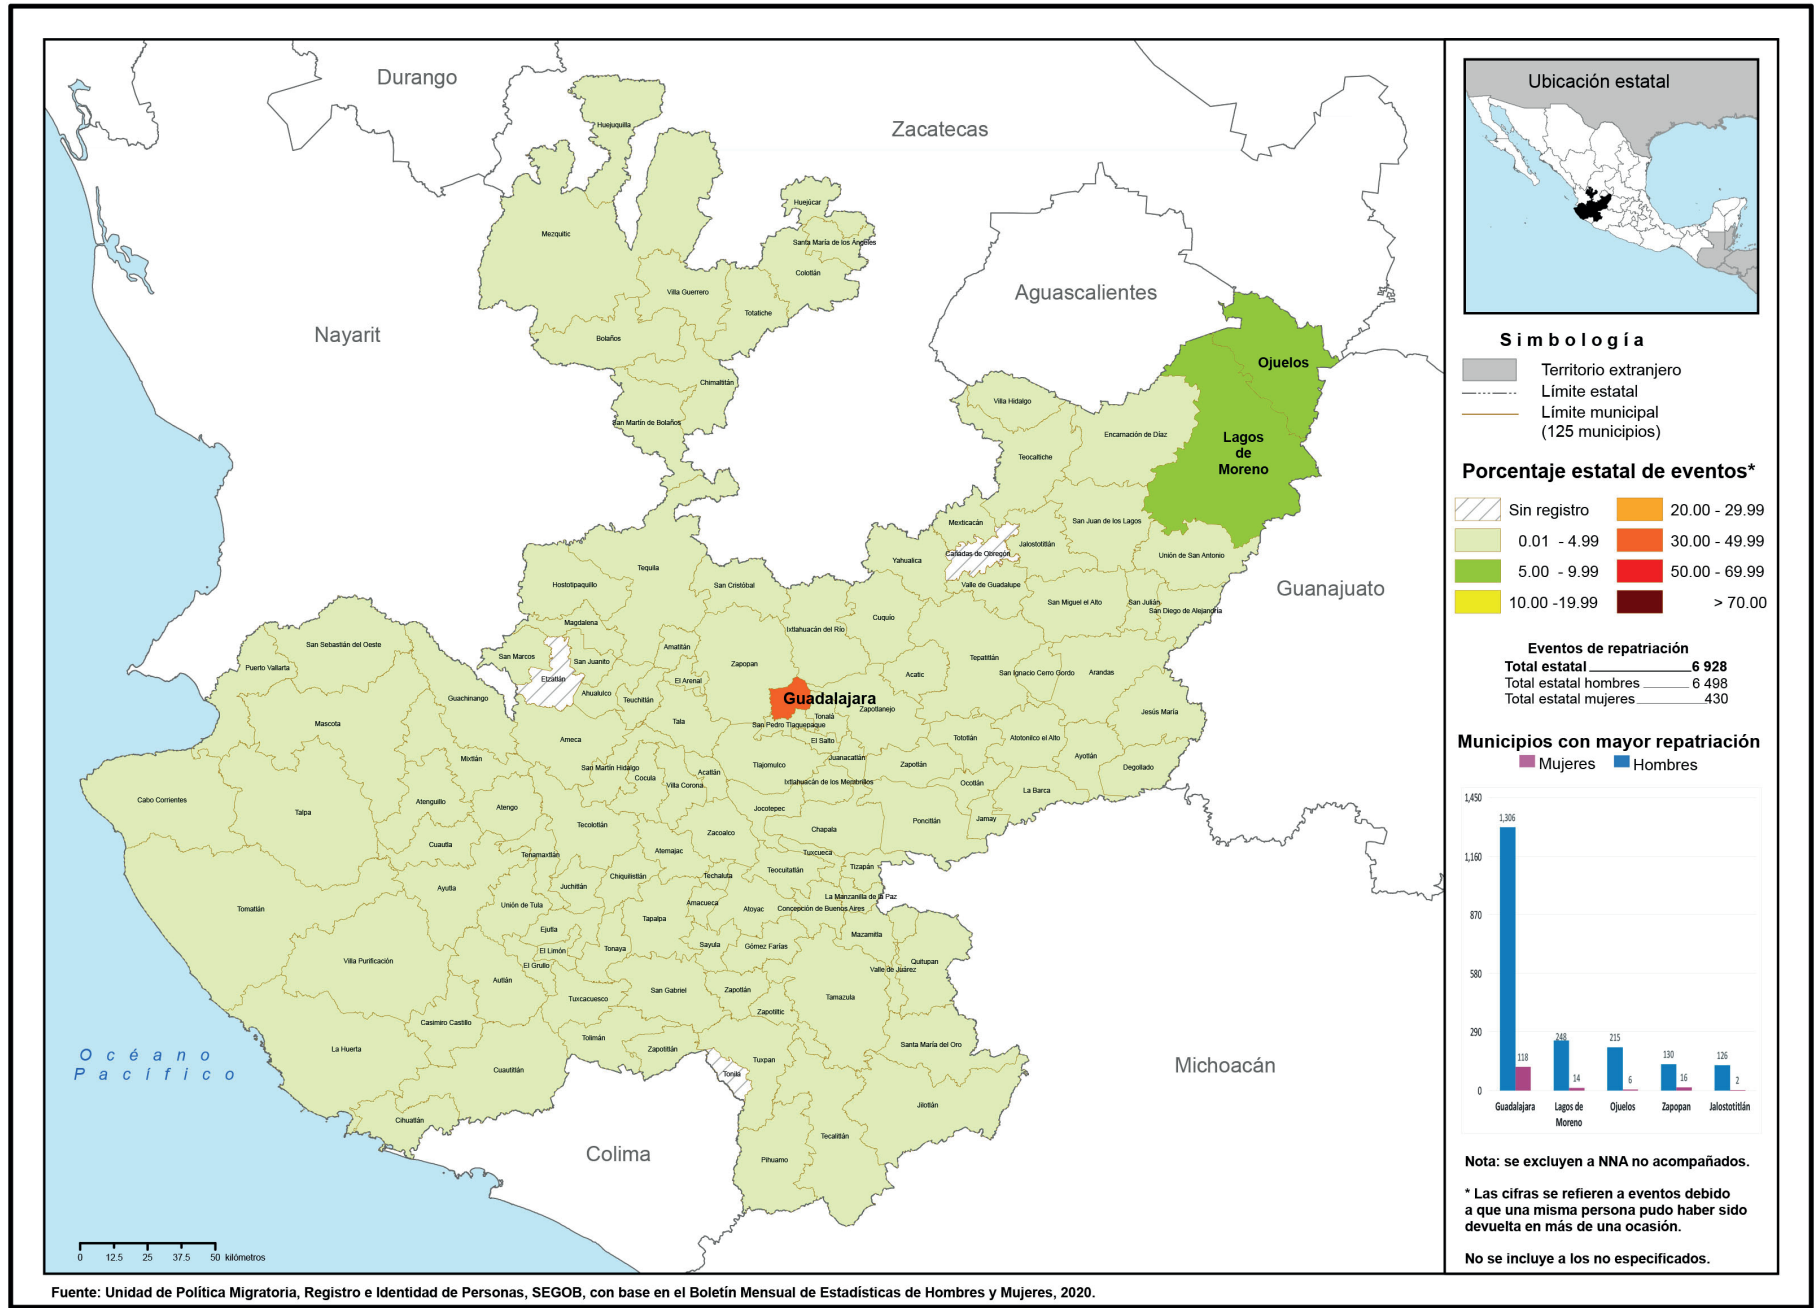 Durango
Zacatecas
Nayarit
Aguascalientes
Guanajuato
Michoacán
Colima
Océano
Pacífico
Huejuquilla
Mezquitic
Huejúcar
Santa María de los Ángeles
Colotlán
Villa Guerrero
Totatiche
Bolaños
Chimaltitán
San Martín de Bolaños
Ojuelos
Lagos
de
Moreno
Villa Hidalgo
Encarnación de Díaz
Teocaltiche
Mexticacán
San Juan de los Lagos
Cañadas de Obregón
Jalostotitlán
Unión de San Antonio
Yahualica
Valle de Guadalupe
San Miguel el Alto
San Julián
San Diego de Alejandría
Tequila
Hostotipaquillo
San Cristóbal
Magdalena
Ixtlahuacán del Río
Cuquío
San Sebastián del Oeste
Puerto Vallarta
San Marcos
San Juanito
Amatitán
Zapopan
Tepatitlán
Etzatlán
Ahualulco
Teuchitlán
El Arenal
Acatic
San Ignacio Cerro Gordo
Arandas
Guachinango
Guadalajara
Zapotlanejo
Tonalá
San Pedro Tlaquepaque
Jesús María
Mascota
Tala
Ameca
El Salto
Juanacatlán
Tototlán
Atotonilco el Alto
Ayotlán
Degollado
Mixtlán
San Martín Hidalgo
Cocula
Villa Corona
Acatlán
Tlajomulco
Ixtlahuacán de los Membrillos
Zapotlán
Ocotlán
La Barca
Cabo Corrientes
Talpa
Atenguillo
Atengo
Tecolotlán
Jocotepec
Zacoalco
Chapala
Poncitlán
Jamay
Cuautla
Tenamaxtlán
Atemajac
Tuxcueca
Tizapán
Ayutla
Juchitlán
Chiquilistlán
Techaluta
Teocuitatlán
La Manzanilla de la Paz
Tomatlán
Unión de Tula
Amacueca
Atoyac
Concepción de Buenos Aires
Tapalpa
Ejutla
El Limón
Tonaya
Sayula
Gómez Farías
Mazamitla
Villa Purificación
El Grullo
Autlán
Quitupan
Valle de Juárez
San Gabriel
Zapotlán
Tamazula
Tuxcacuesco
Zapotiltic
Casimiro Castillo
Tolimán
Zapotitlán
Santa María del Oro
La Huerta
Tuxpan
Cuautitlán
Tonila
Jilotlán
Cihuatlán
Tecalitlán
Pihuamo
0 12.5 25 37.5 50 kilómetros
Ubicación estatal
Simbología
Territorio extranjero
Límite estatal
Límite municipal
(125 municipios)
Porcentaje estatal de eventos*
Sin registro 20.00 - 29.99
0.01 - 4.99 30.00 - 49.99
5.00 - 9.99 50.00 - 69.99
10.00 -19.99 > 70.00
Eventos de repatriación
Total estatal 6 928
Total estatal hombres 6 498
Total estatal mujeres 430
Municipios con mayor repatriación
Mujeres Hombres
1,450
1,160
870
580
290
0
1,306
118
248
14
215
6
130
16
126
2
Guadalajara
Lagos de
Moreno
Ojuelos
Zapopan
Jalostotitlán
Nota: se excluyen a NNA no acompañados.
* Las cifras se refieren a eventos debido
a que una misma persona pudo haber sido
devuelta en más de una ocasión.
No se incluye a los no especificados.
Fuente: Unidad de Política Migratoria, Registro e Identidad de Personas, SEGOB, con base en el Boletín Mensual de Estadísticas de Hombres y Mujeres, 2020.